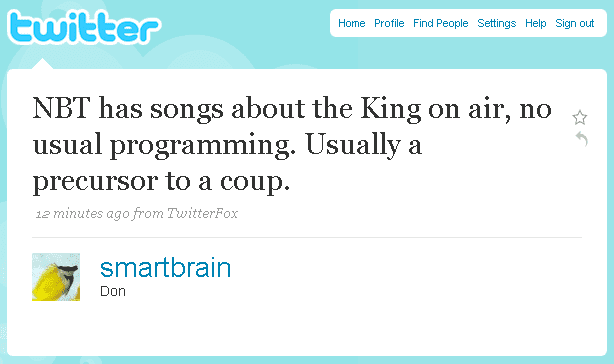 twitter
Home Profile Find People Settings Help Sign out
NBT has songs about the King on air, no
usual programming. Usually a
precursor to a coup.
12 minutes ago from TwitterFox
smartbrain
Don